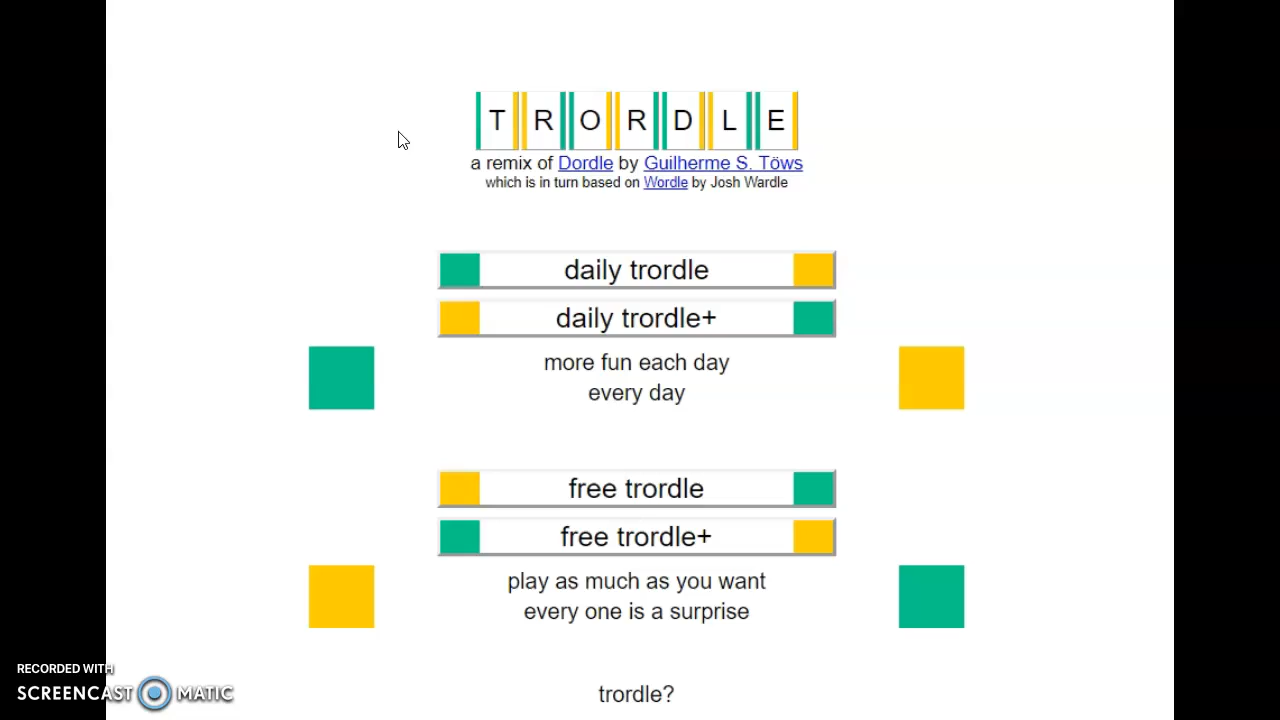 TRORDLE
a remix of Dordle by Guilherme S. Töws
which is in turn based on Wordle by Josh Wardle
daily trordle
daily trordle+
more fun each day
every day
free trordle
free trordle+
play as much as you want
every one is a surprise
trordle?
RECORDED WITH
SCREENCAST MATIC